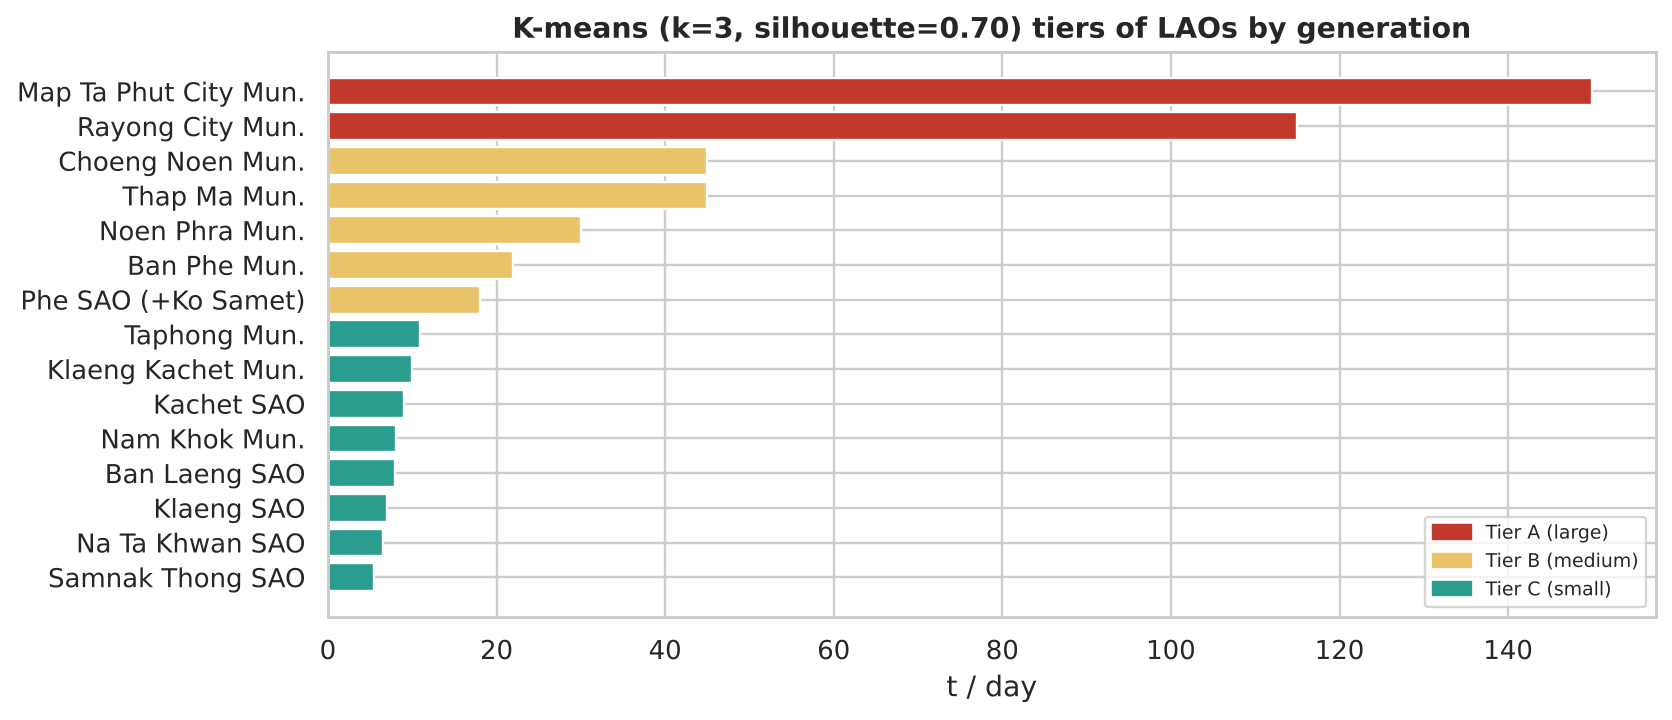 K-means (k=3, silhouette=0.70) tiers of LAOs by generation
Map Ta Phut City Mun.
Rayong City Mun.
Choeng Noen Mun.
Thap Ma Mun.
Noen Phra Mun.
Ban Phe Mun.
Phe SAO (+Ko Samet)
Taphong Mun.
Klaeng Kachet Mun.
Kachet SAO
Nam Khok Mun.
Ban Laeng SAO
Klaeng SAO
Na Ta Khwan SAO
Samnak Thong SAO
Tier A (large)
Tier B (medium)
Tier C (small)
0 20 40 60 80 100 120 140
t / day